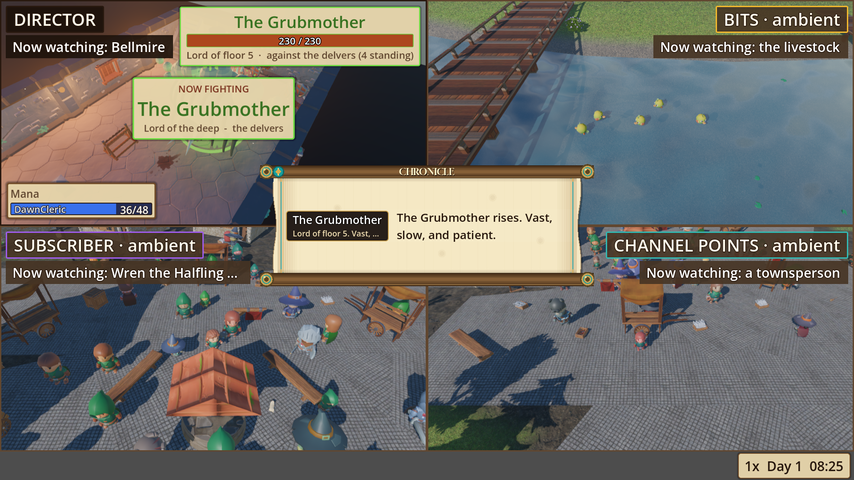 DIRECTOR
Now watching: Bellmire
The Grubmother
230 / 230
Lord of floor 5 · against the delvers (4 standing)
NOW FIGHTING
The Grubmother
Lord of the deep - the delvers
Mana
DawnCleric 36/48
BITS · ambient
Now watching: the livestock
CHRONICLE
The Grubmother
Lord of floor 5. Vast, ...
The Grubmother rises. Vast,
slow, and patient.
SUBSCRIBER · ambient
Now watching: Wren the Halfling ...
CHANNEL POINTS · ambient
Now watching: a townsperson
1x Day 1 08:25